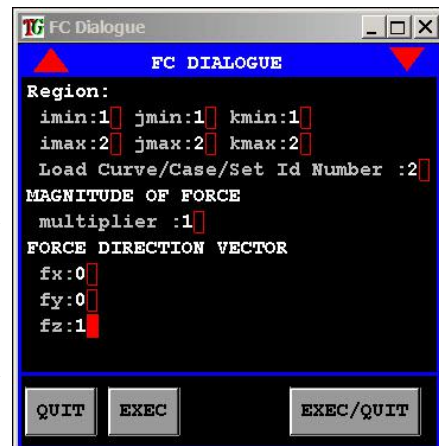 TG FC Dialogue
FC DIALOGUE
Region:
imin:1 jmin:1 kmin:1
imax:2 jmax:2 kmax:2
Load Curve/Case/Set Id Number :2
MAGNITUDE OF FORCE
multiplier :1
FORCE DIRECTION VECTOR
fx:0
fy:0
fz:1
QUIT EXEC EXEC/QUIT